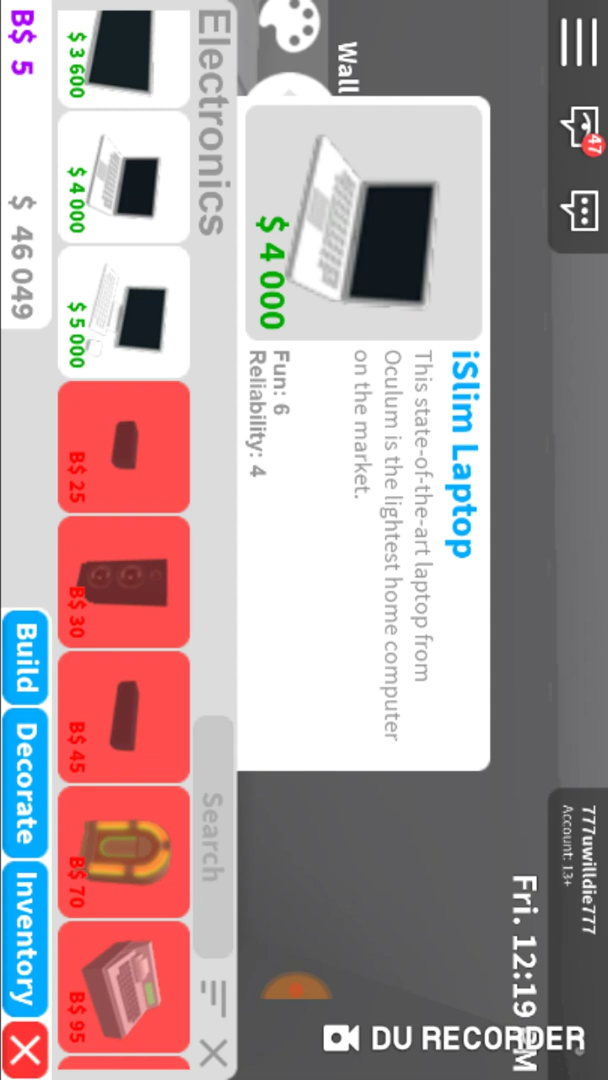 47
777uwilldie777
Account: 13+
Fri. 12:19
DU RECORDER
Wall
iSlim Laptop
This state-of-the-art laptop from
Oculum is the lightest home computer
on the market.
Fun: 6
Reliability: 4
$ 4 000
Electronics
Search
$ 3 600
$ 4 000
$ 5 000
B$ 25
B$ 30
B$ 45
B$ 70
B$ 95
B$ 5
$ 46 049
Build
Decorate
Inventory